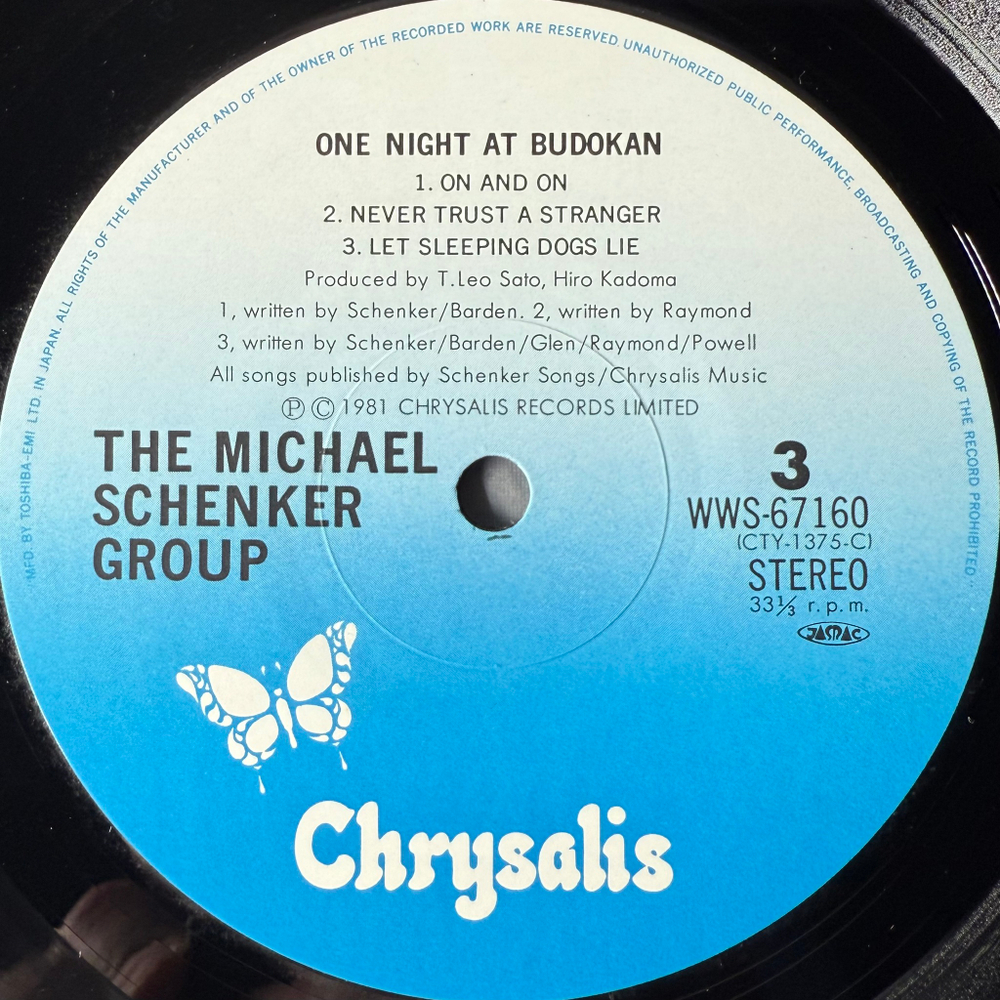 "MFD. BY TOSHIBA-EMI LTD. IN JAPAN. ALL RIGHTS OF THE MANUFACTURER AND OF THE OWNER OF THE RECORDED WORK ARE RESERVED. UNAUTHORIZED PUBLIC PERFORMANCE, BROADCASTING AND COPYING OF THE RECORD PROHIBITED"
ONE NIGHT AT BUDOKAN
1. ON AND ON
2. NEVER TRUST A STRANGER
3. LET SLEEPING DOGS LIE
Produced by T.Leo Sato, Hiro Kadoma
1, written by Schenker/Barden. 2, written by Raymond
3, written by Schenker/Barden/Glen/Raymond/Powell
All songs published by Schenker Songs/Chrysalis Music
Ⓟ Ⓒ 1981 CHRYSALIS RECORDS LIMITED
THE MICHAEL
SCHENKER
GROUP
3
WWS-67160
(CTY-1375-C)
STEREO
33⅓ r.p.m.
JASMAC
Chrysalis